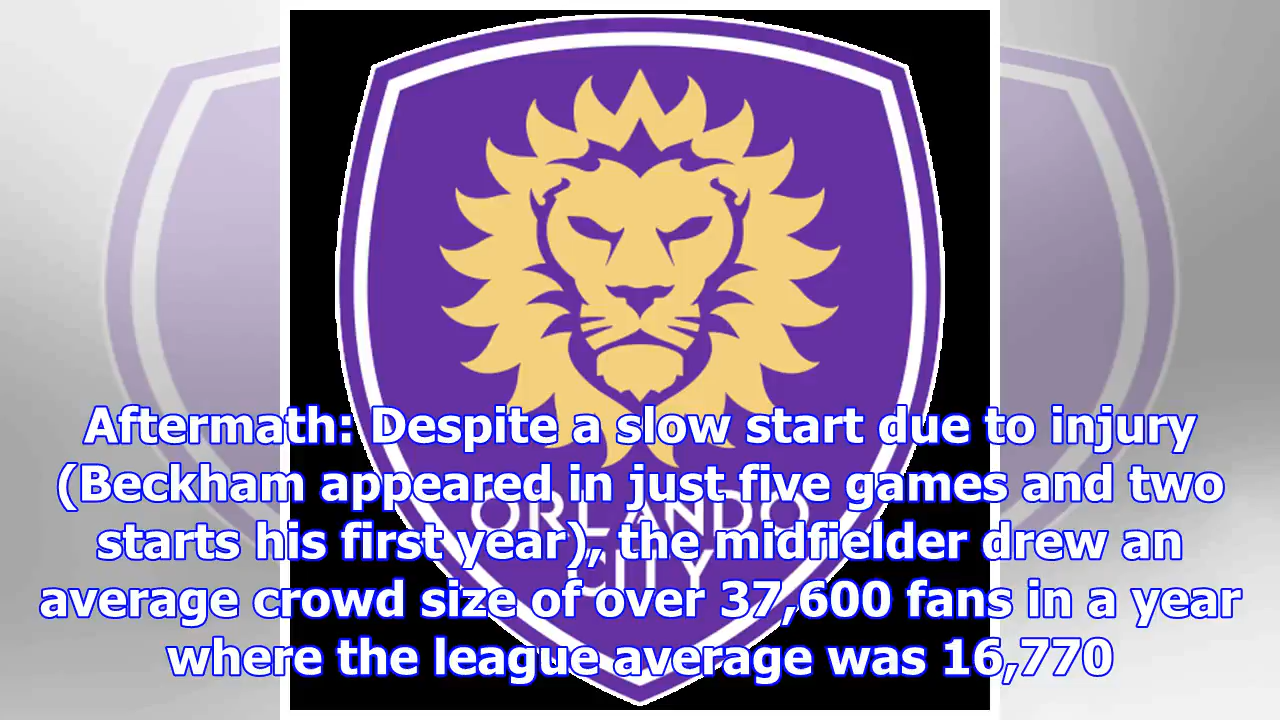 Aftermath: Despite a slow start due to injury
(Beckham appeared in just five games and two
starts his first year), the midfielder drew an
average crowd size of over 37,600 fans in a year
where the league average was 16,770
ORLANDO
CITY